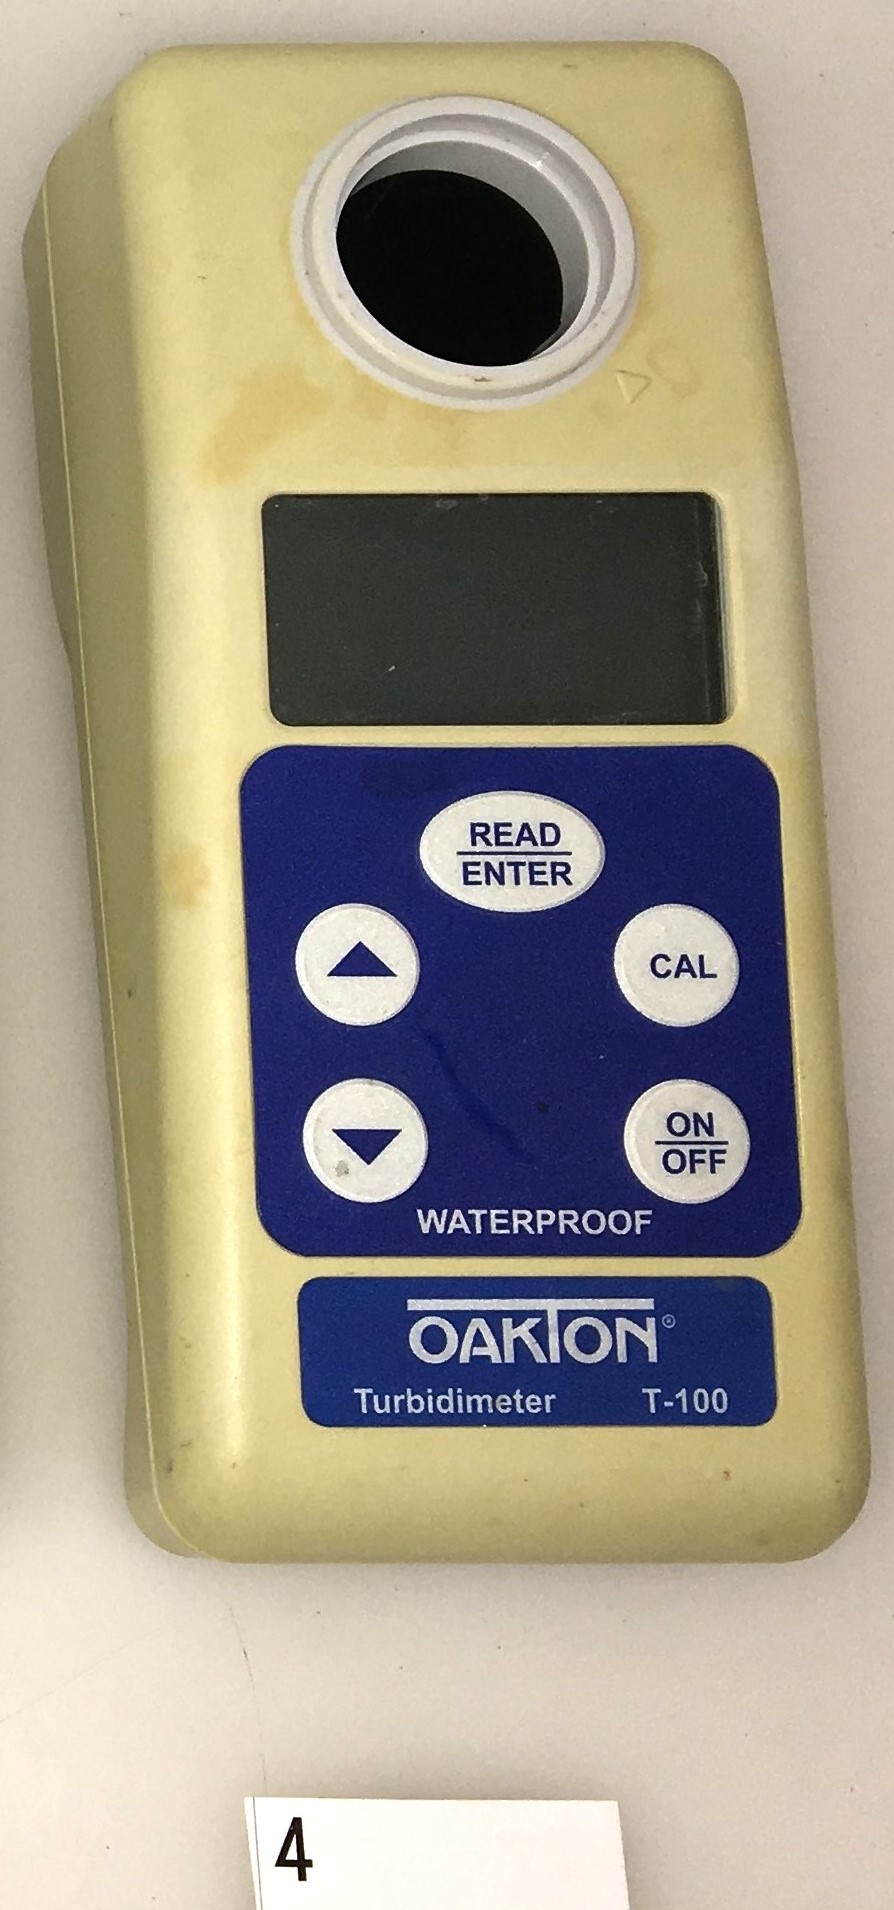 READ
ENTER
CAL
ON
OFF
WATERPROOF
OAKTON®
Turbidimeter T-100
4